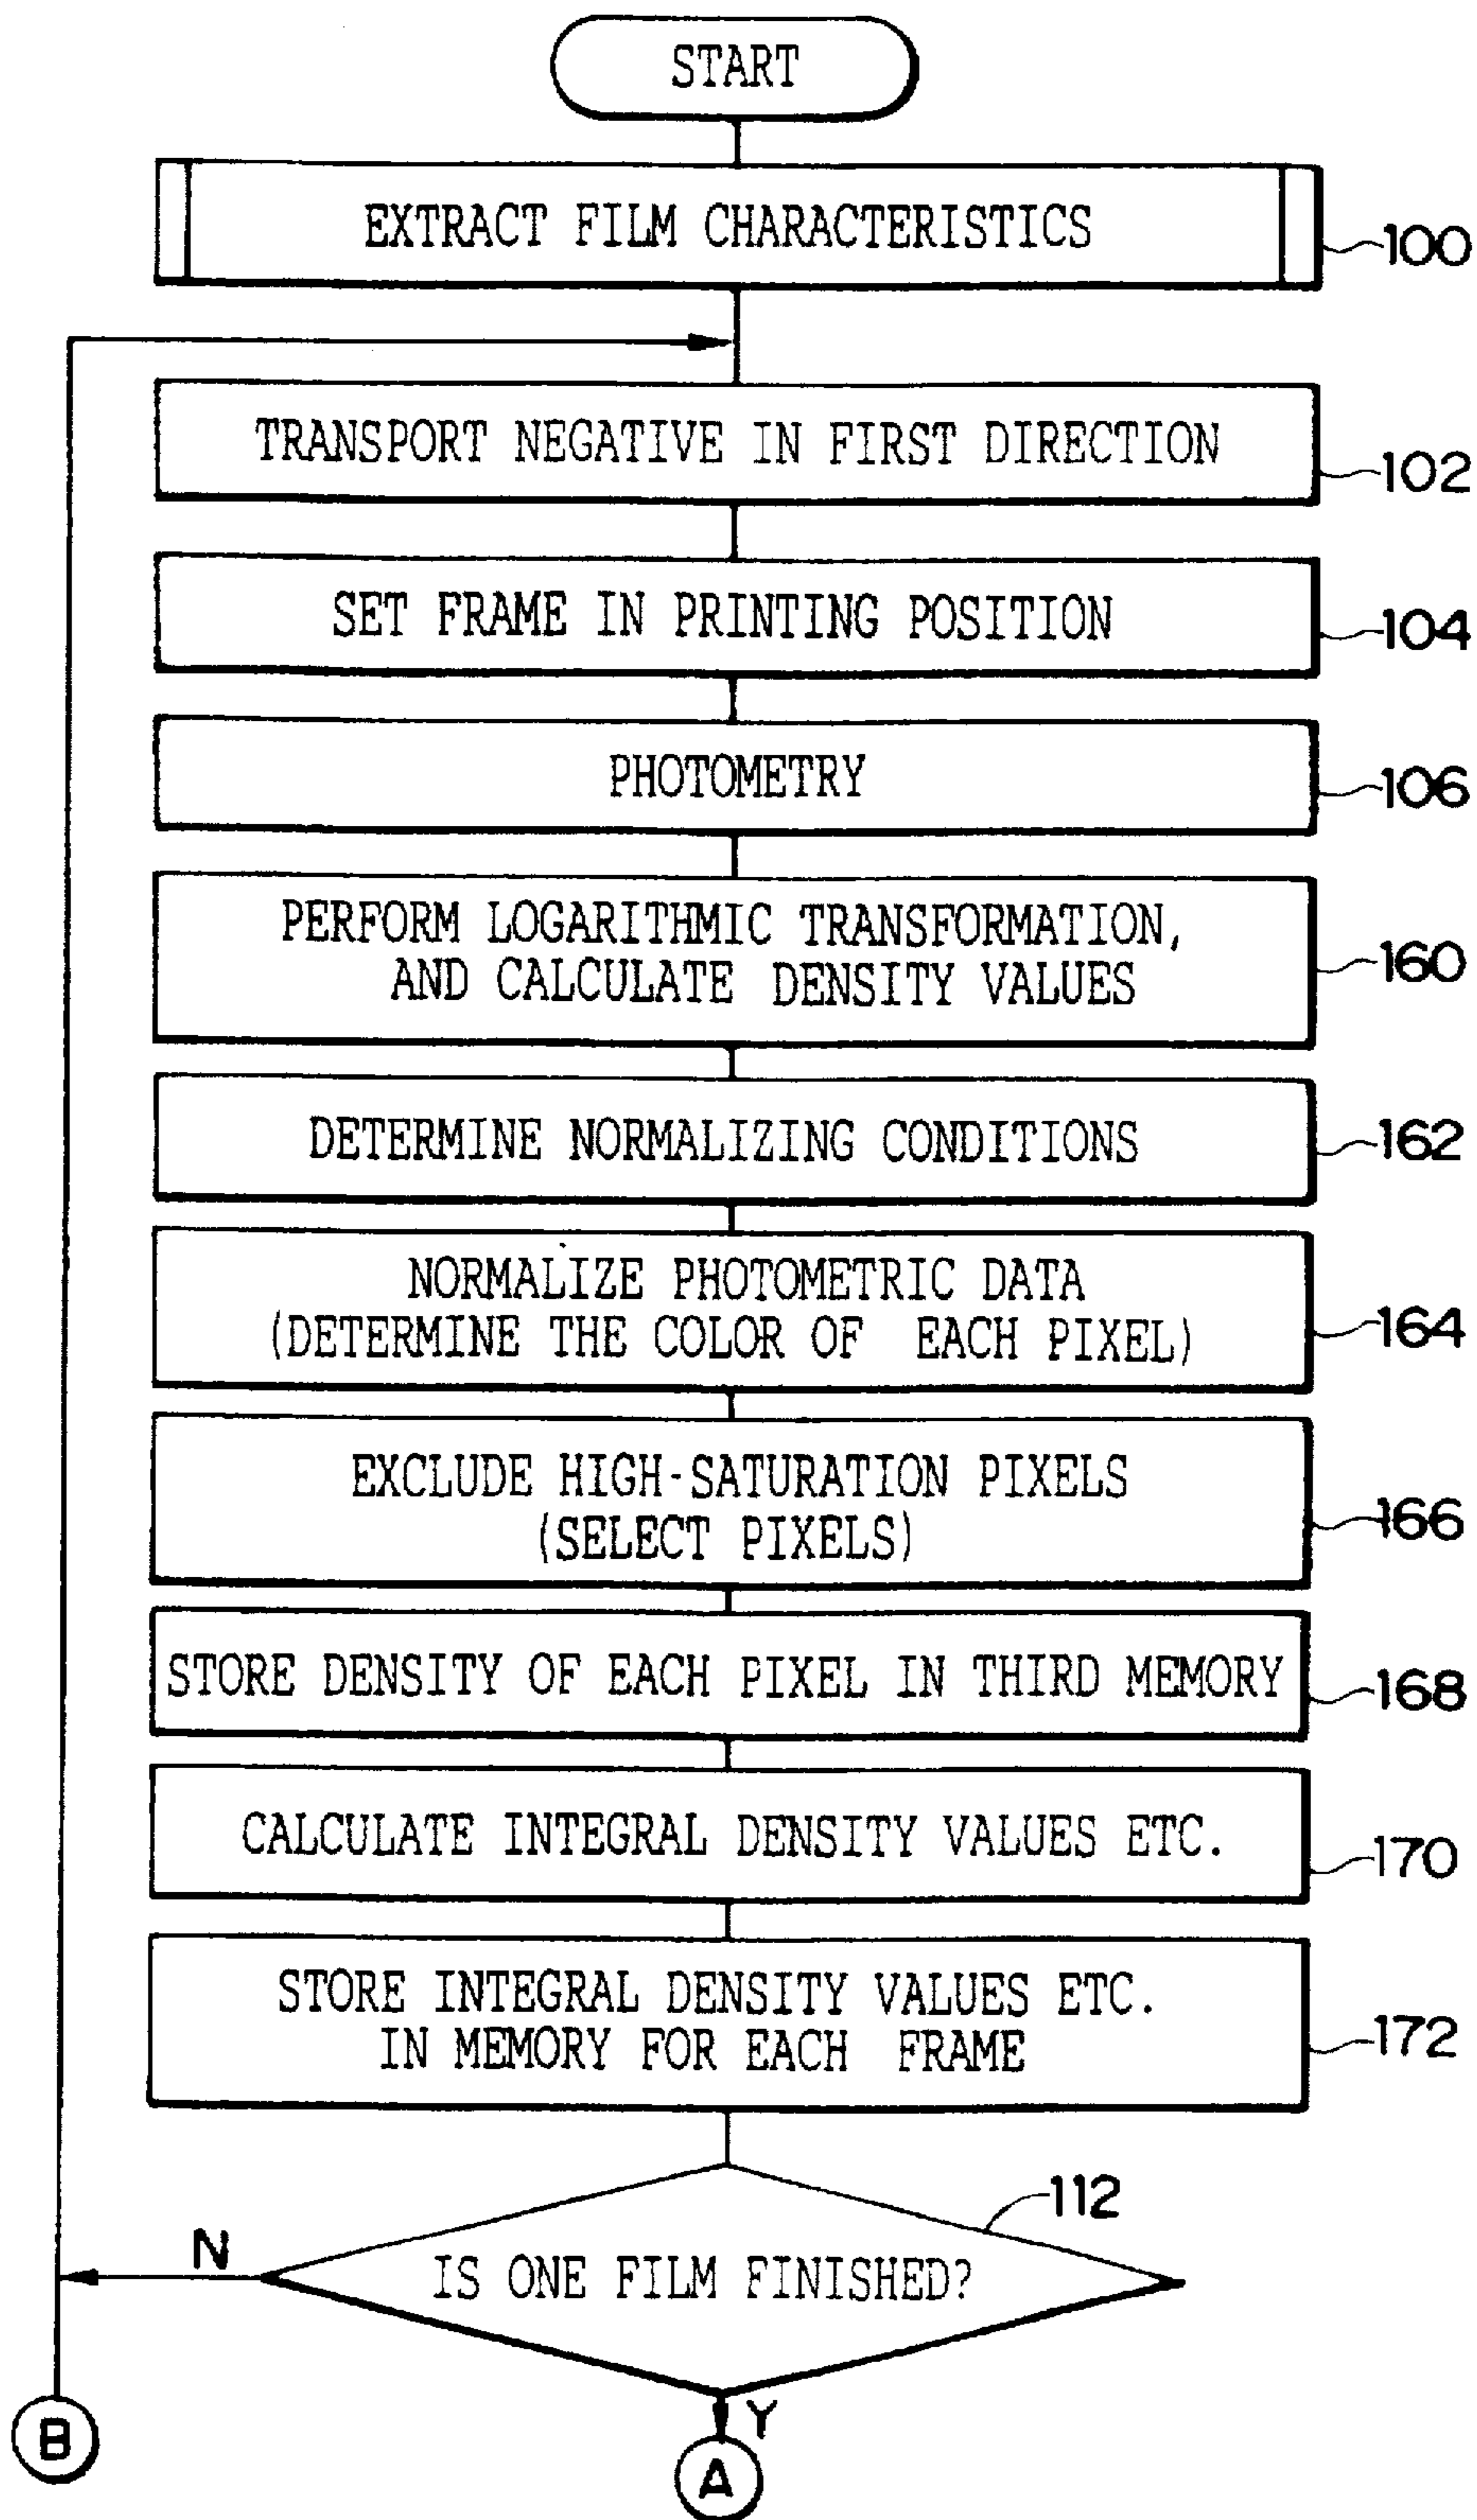 START
EXTRACT FILM CHARACTERISTICS
100
TRANSPORT NEGATIVE IN FIRST DIRECTION
102
SET FRAME IN PRINTING POSITION
104
PHOTOMETRY
106
PERFORM LOGARITHMIC TRANSFORMATION,
AND CALCULATE DENSITY VALUES
160
DETERMINE NORMALIZING CONDITIONS
162
NORMALIZE PHOTOMETRIC DATA
(DETERMINE THE COLOR OF EACH PIXEL)
164
EXCLUDE HIGH-SATURATION PIXELS
(SELECT PIXELS)
166
STORE DENSITY OF EACH PIXEL IN THIRD MEMORY
168
CALCULATE INTEGRAL DENSITY VALUES ETC.
170
STORE INTEGRAL DENSITY VALUES ETC.
IN MEMORY FOR EACH FRAME
172
112
N
IS ONE FILM FINISHED?
Y
B
A